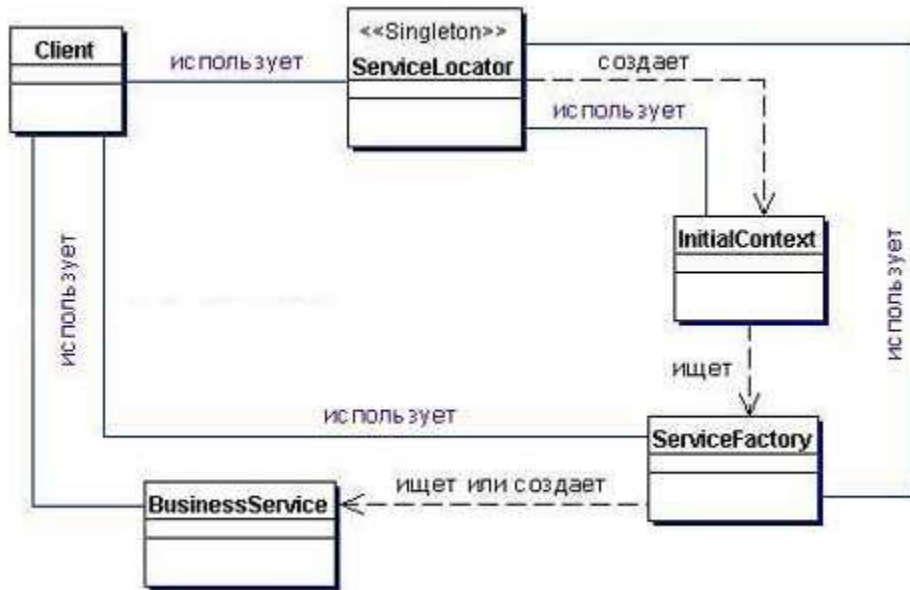 Client
использует
<<Singleton>>
ServiceLocator
создает
использует
InitialContext
использует
использует
ищет
использует
ServiceFactory
ищет или создает
BusinessService